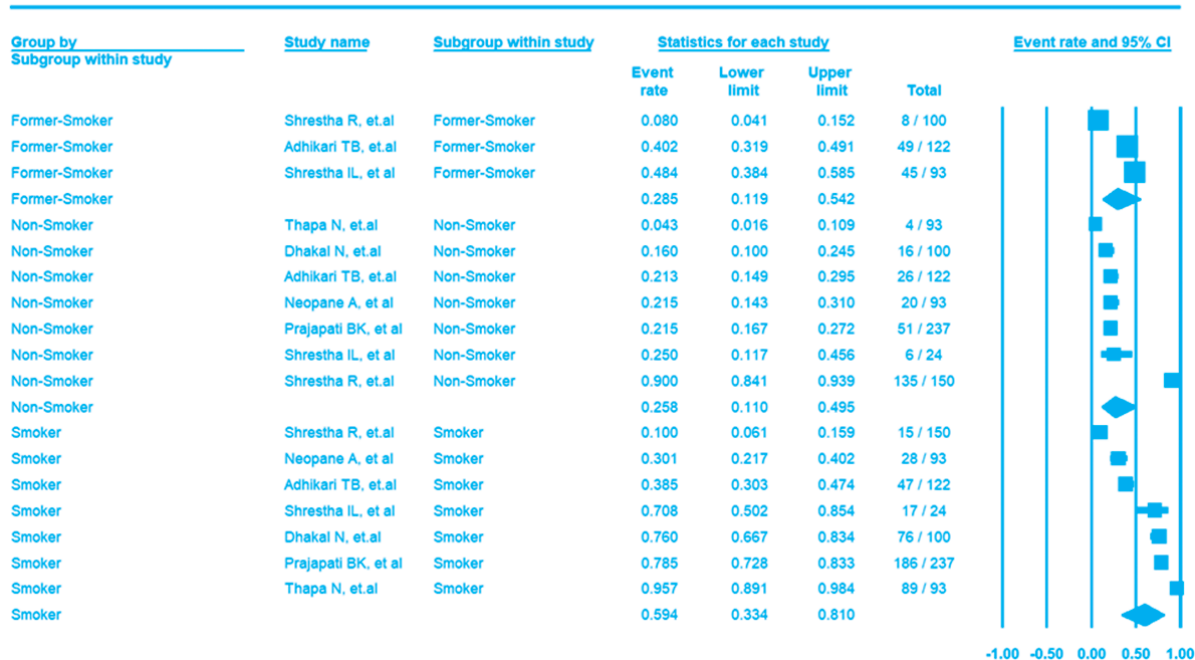 Group by Study name Subgroup within study Statistics for each study Event rate and 95% CI
Subgroup within study
Event Lower Upper
rate limit limit Total
Former-Smoker Shrestha R, et.al Former-Smoker 0.080 0.041 0.152 8 / 100
Former-Smoker Adhikari TB, et.al Former-Smoker 0.402 0.319 0.491 49 / 122
Former-Smoker Shrestha IL, et al Former-Smoker 0.484 0.384 0.585 45 / 93
Former-Smoker 0.285 0.119 0.542
Non-Smoker Thapa N, et.al Non-Smoker 0.043 0.016 0.109 4 / 93
Non-Smoker Dhakal N, et.al Non-Smoker 0.160 0.100 0.245 16 / 100
Non-Smoker Adhikari TB, et.al Non-Smoker 0.213 0.149 0.295 26 / 122
Non-Smoker Neopane A, et al Non-Smoker 0.215 0.143 0.310 20 / 93
Non-Smoker Prajapati BK, et al Non-Smoker 0.215 0.167 0.272 51 / 237
Non-Smoker Shrestha IL, et al Non-Smoker 0.250 0.117 0.456 6 / 24
Non-Smoker Shrestha R, et.al Non-Smoker 0.900 0.841 0.939 135 / 150
Non-Smoker 0.258 0.110 0.495
Smoker Shrestha R, et.al Smoker 0.100 0.061 0.159 15 / 150
Smoker Neopane A, et al Smoker 0.301 0.217 0.402 28 / 93
Smoker Adhikari TB, et.al Smoker 0.385 0.303 0.474 47 / 122
Smoker Shrestha IL, et al Smoker 0.708 0.502 0.854 17 / 24
Smoker Dhakal N, et.al Smoker 0.760 0.667 0.834 76 / 100
Smoker Prajapati BK, et al Smoker 0.785 0.728 0.833 186 / 237
Smoker Thapa N, et.al Smoker 0.957 0.891 0.984 89 / 93
Smoker 0.594 0.334 0.810
-1.00 -0.50 0.00 0.50 1.00